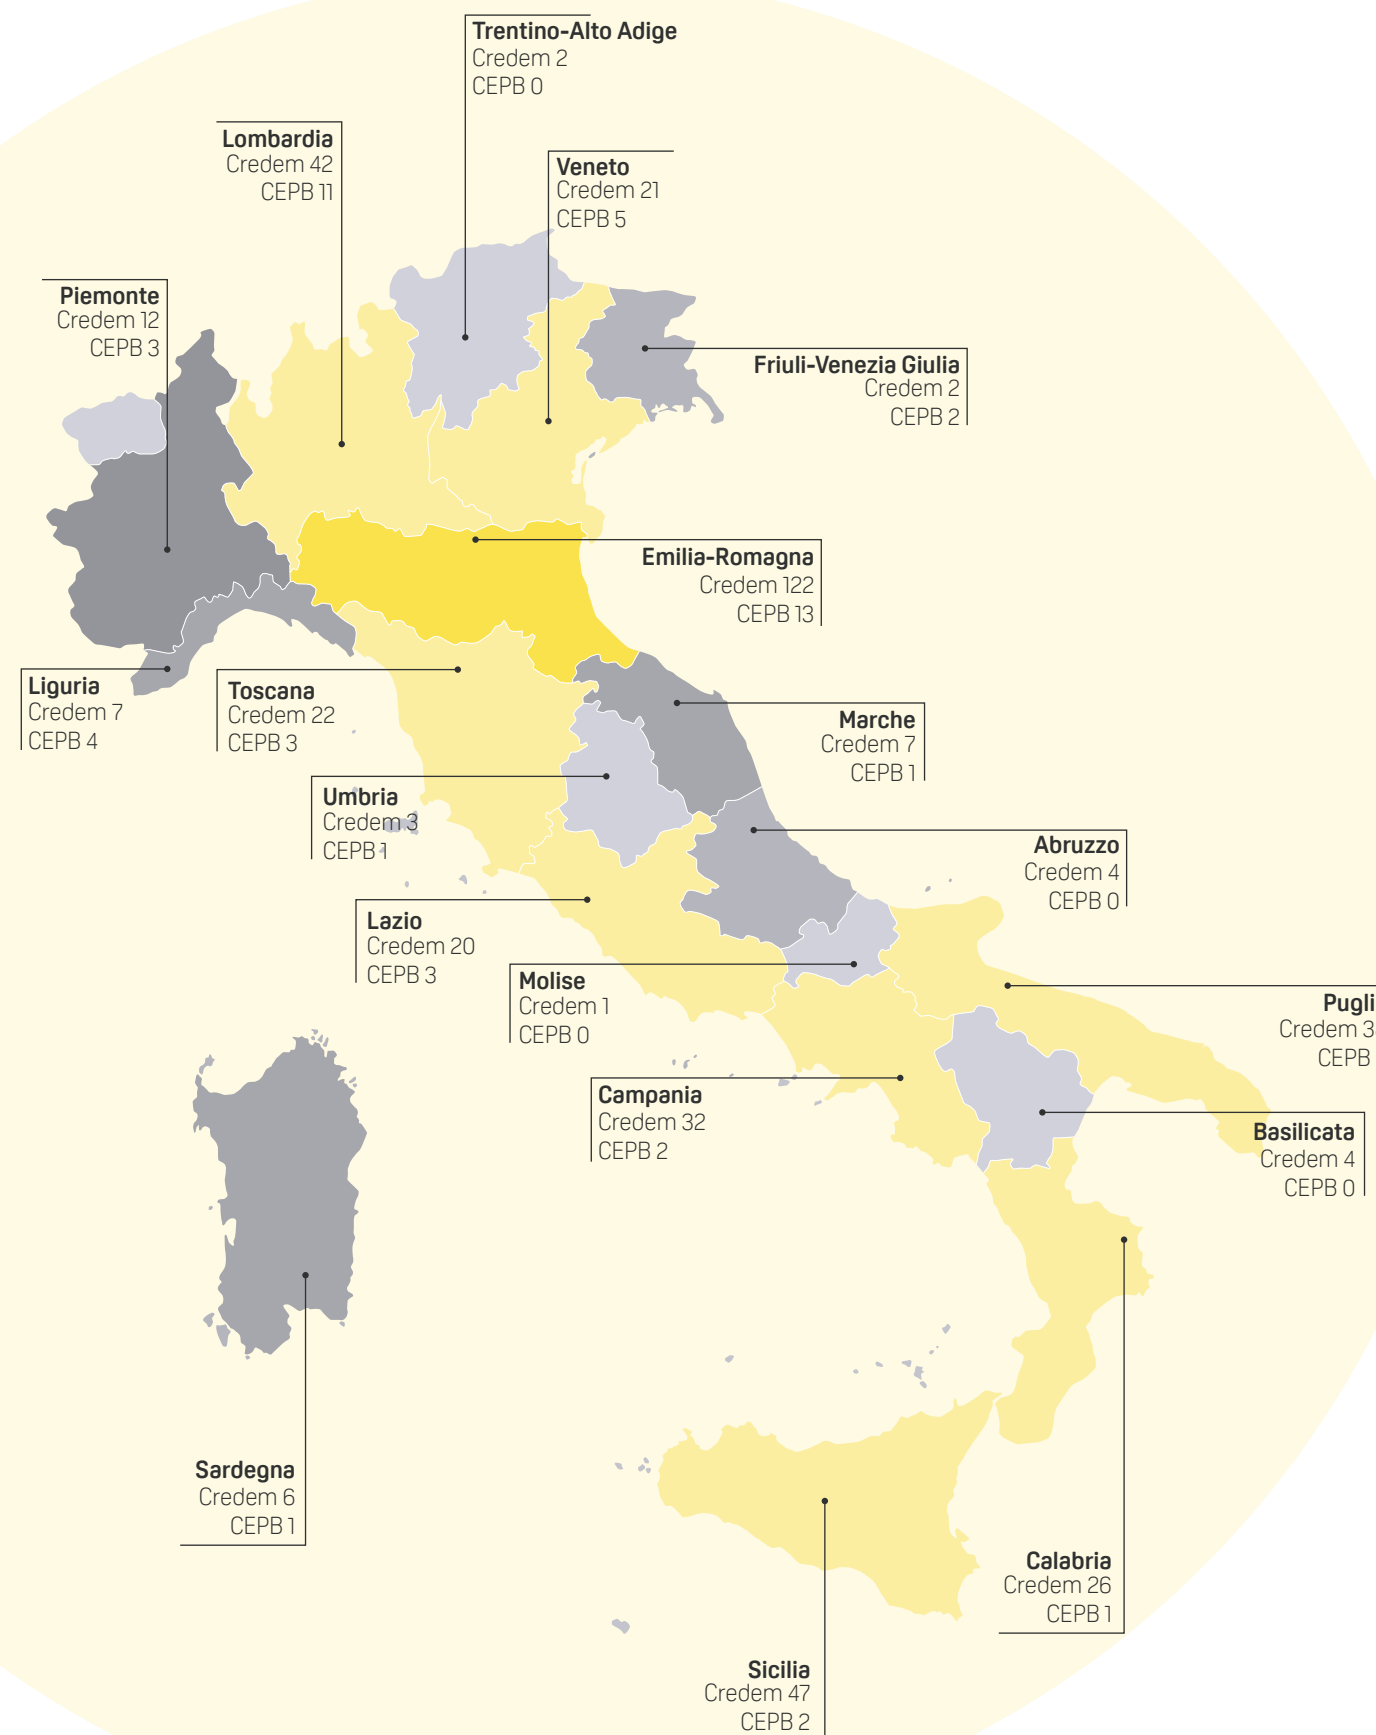 Trentino-Alto Adige
Credem 2
CEPB 0
Lombardia
Credem 42
CEPB 11
Veneto
Credem 21
CEPB 5
Piemonte
Credem 12
CEPB 3
Friuli-Venezia Giulia
Credem 2
CEPB 2
Emilia-Romagna
Credem 122
CEPB 13
Liguria
Credem 7
CEPB 4
Toscana
Credem 22
CEPB 3
Marche
Credem 7
CEPB 1
Umbria
Credem 3
CEPB 1
Abruzzo
Credem 4
CEPB 0
Lazio
Credem 20
CEPB 3
Molise
Credem 1
CEPB 0
Pugli
Credem 3
CEPB
Campania
Credem 32
CEPB 2
Basilicata
Credem 4
CEPB 0
Sardegna
Credem 6
CEPB 1
Calabria
Credem 26
CEPB 1
Sicilia
Credem 47
CEPB 2